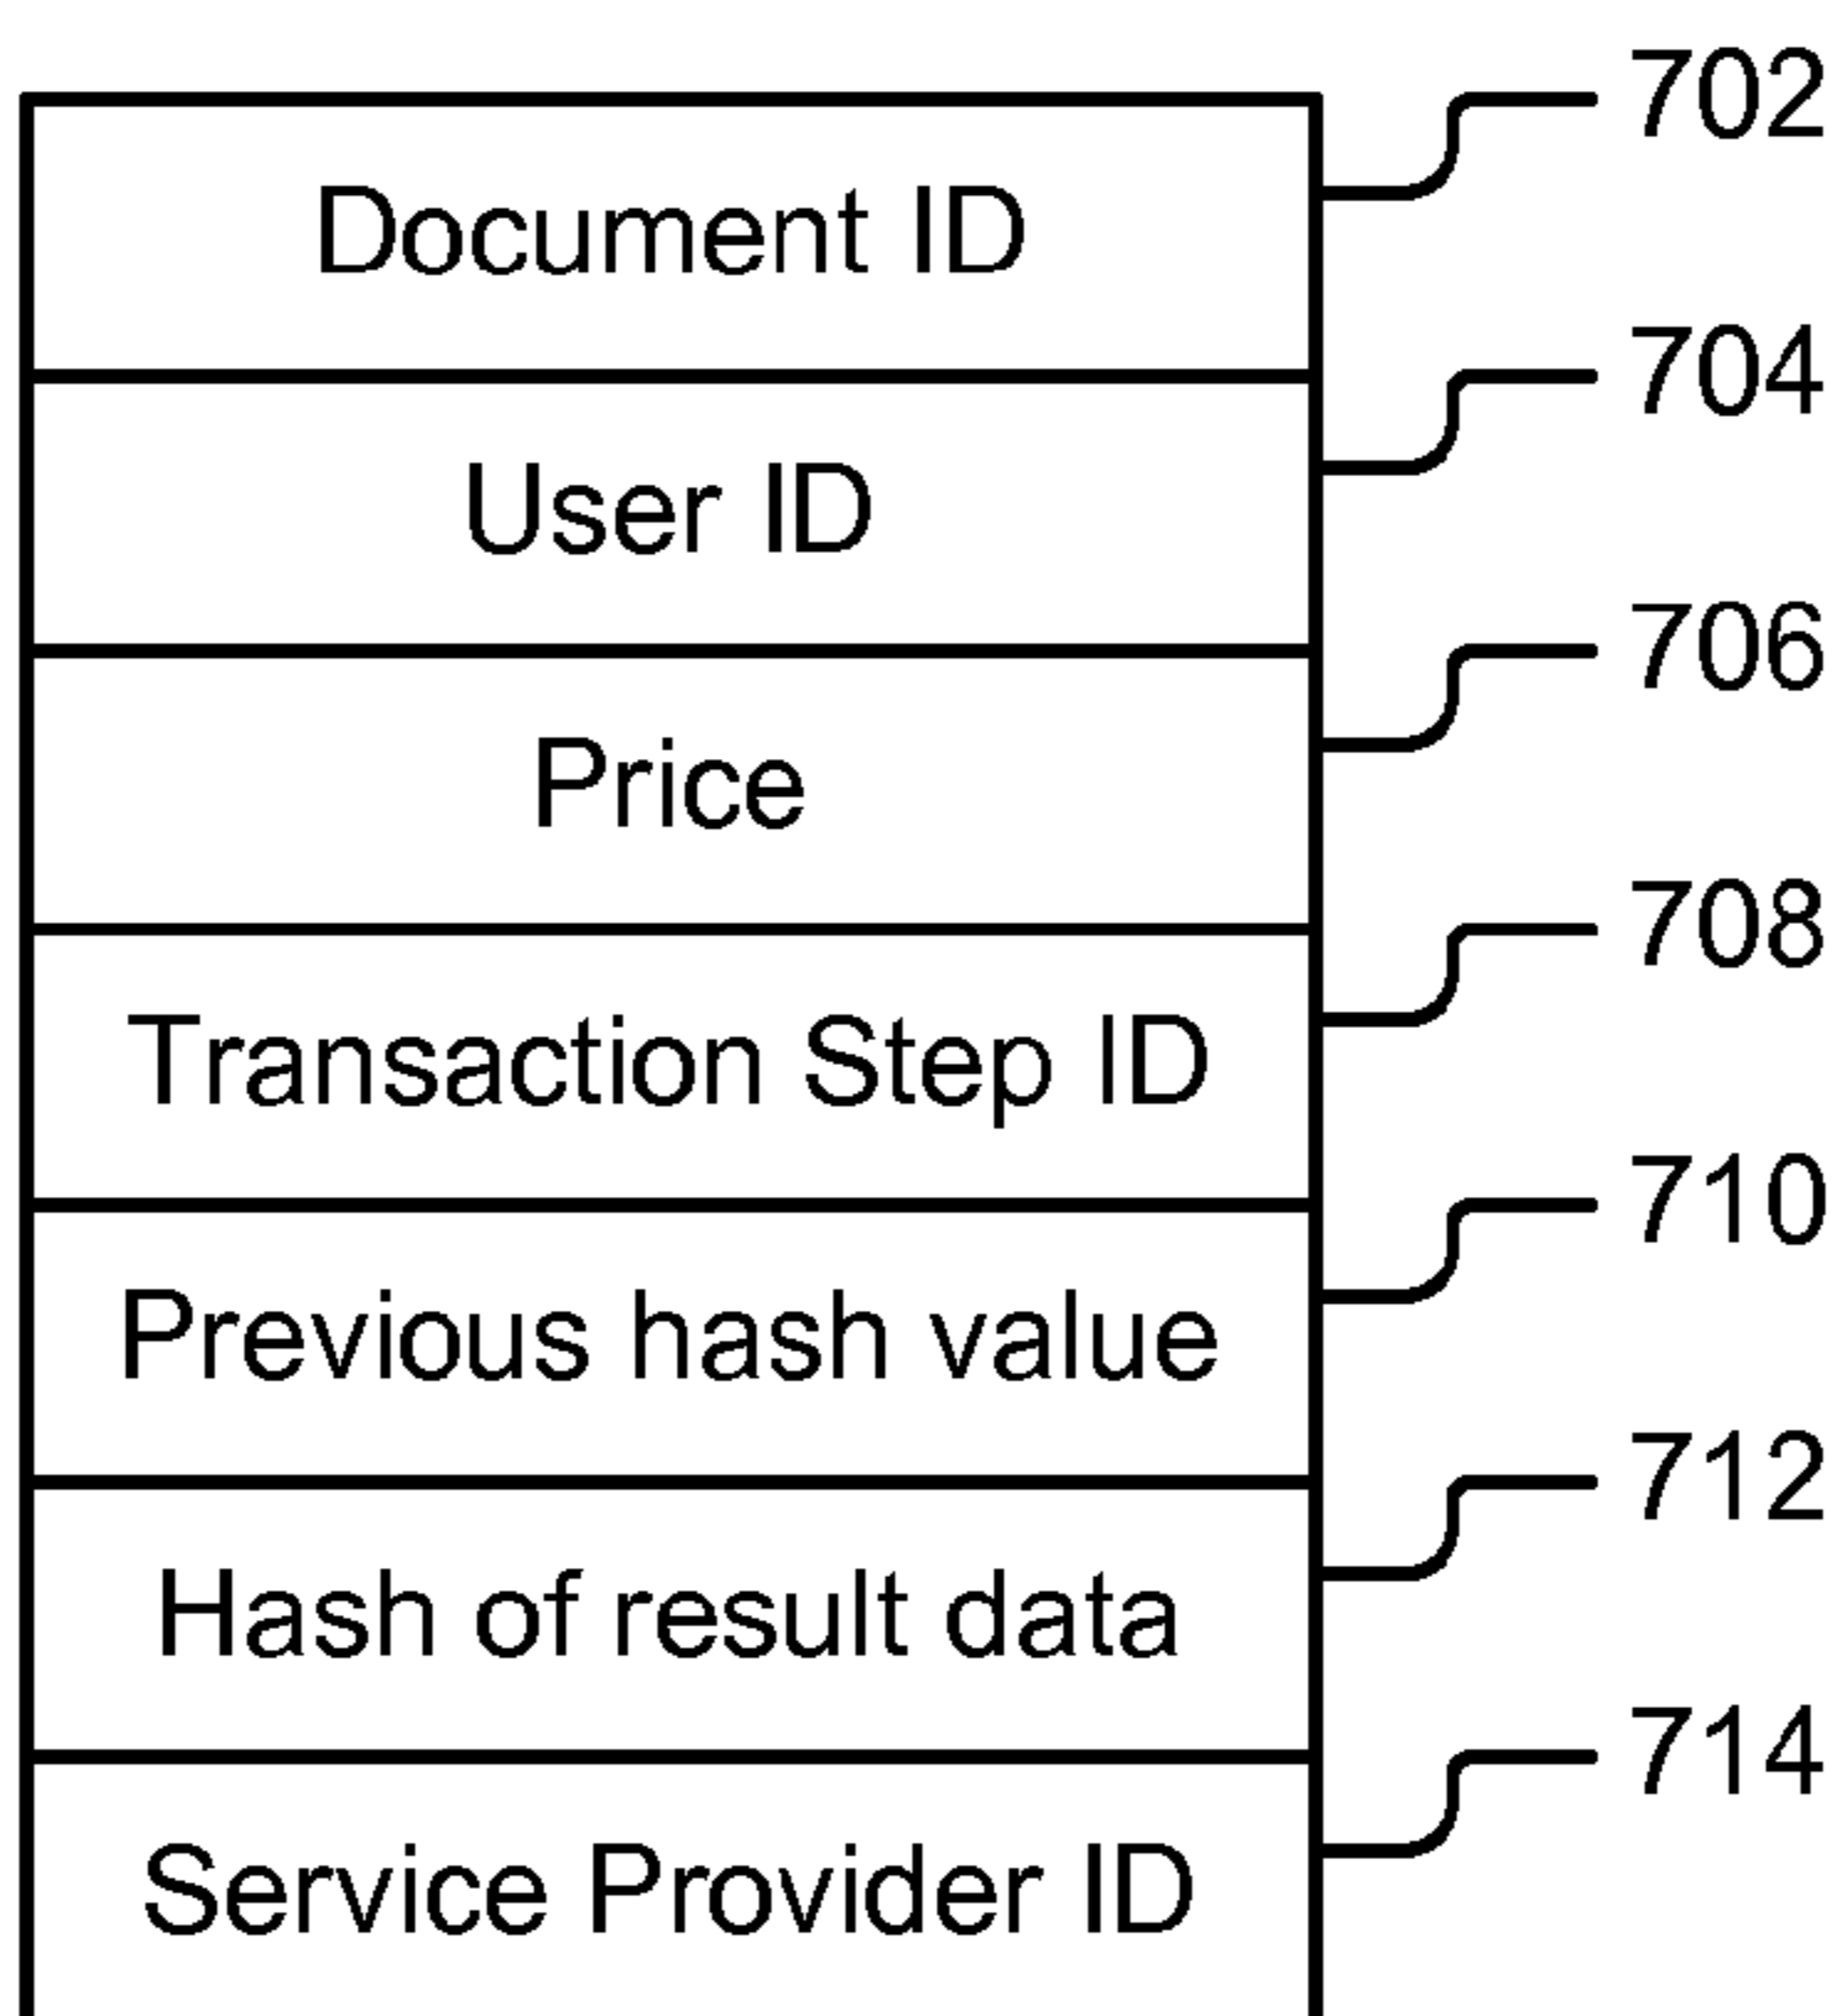 702
Document ID
704
User ID
706
Price
708
Transaction Step ID
710
Previous hash value
712
Hash of result data
714
Service Provider ID